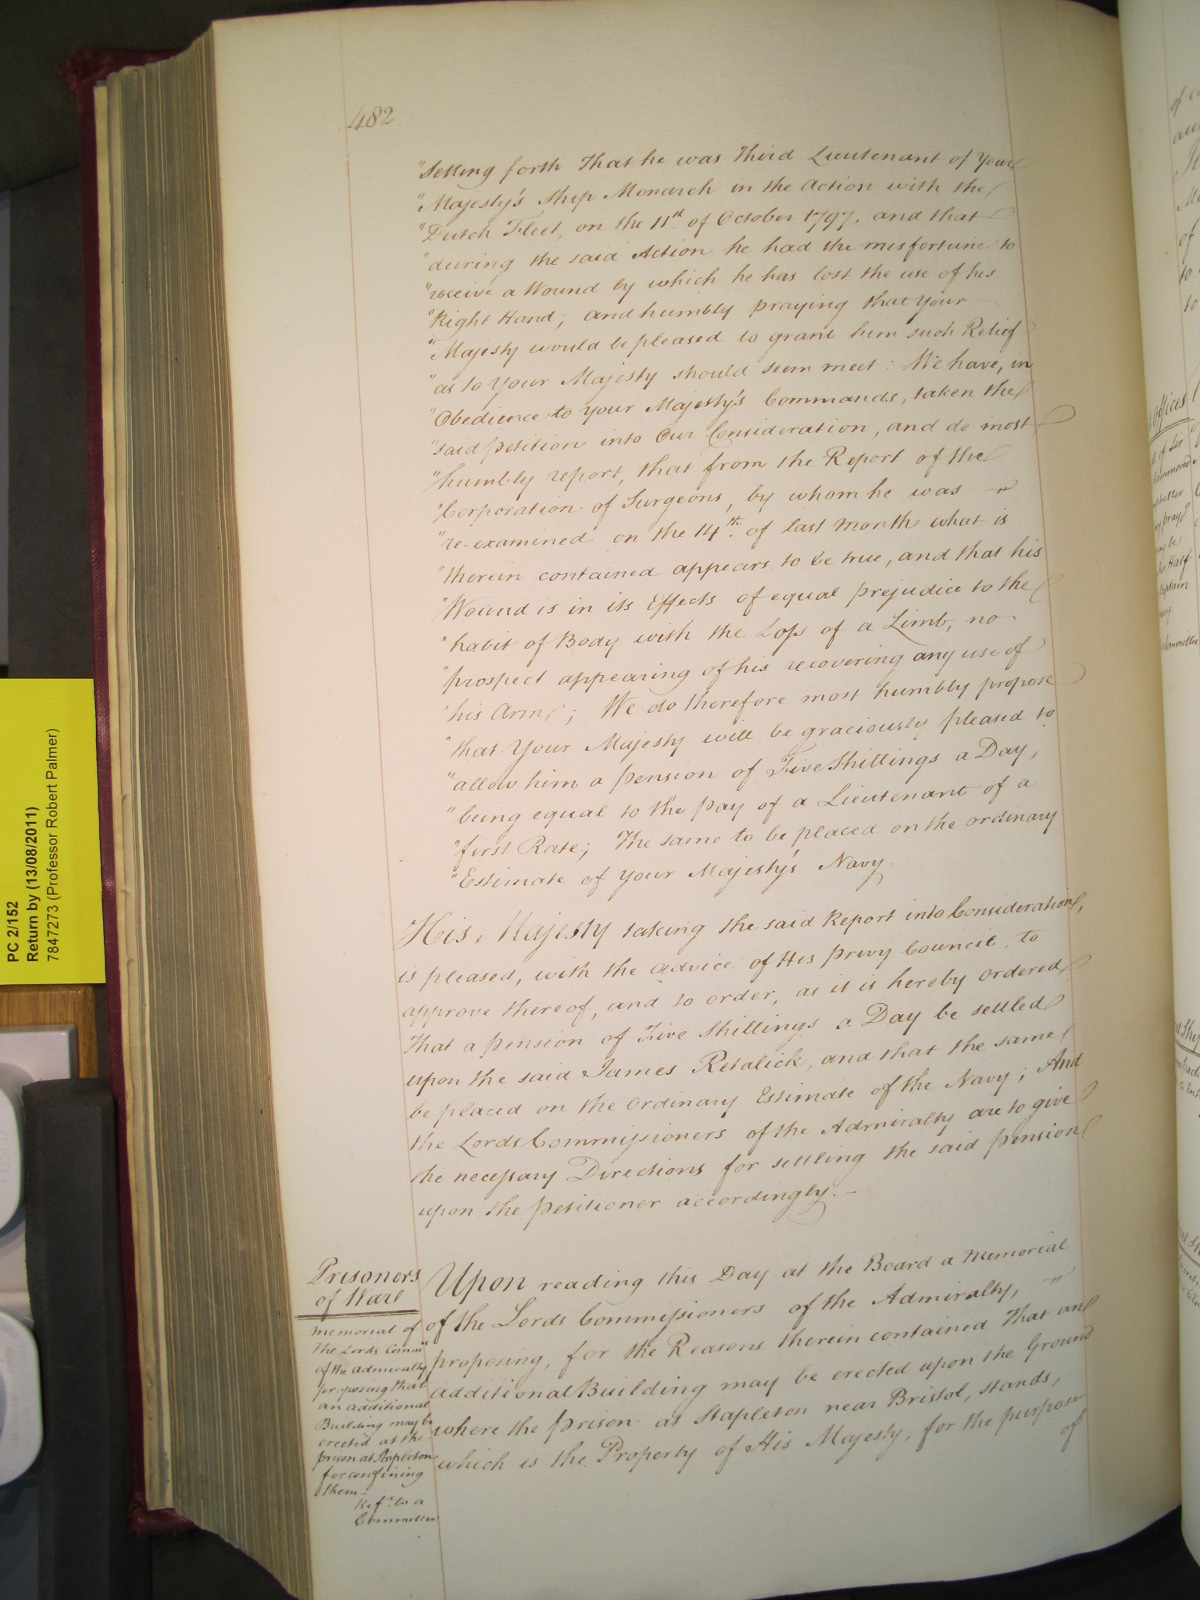 482
"Setting forth That he was Third Lieutenant of Your
"Majesty's Ship Monarch in the Action with the
"Dutch Fleet, on the 11th of October 1797, and that
"during the said Action he had the misfortune to
"receive a Wound by which he has lost the use of his
"Right Hand; and humbly praying that Your
"Majesty would be pleased to grant him such Relief
"as to Your Majesty should seem meet: We have, in
"Obedience to Your Majesty's Commands, taken the
"said petition into Our Consideration, and do most
"humbly report, that from the Report of the
"Corporation of Surgeons, by whom he was
"re-examined on the 14th. of last Month what is
"therein contained appears to be true, and that his
"Wound is in its Effects of equal prejudice to the
"habit of Body with the Loss of a Limb, no
"prospect appearing of his recovering any use of
"his Arm; We do therefore most humbly propose
"that Your Majesty will be graciously pleased to
"allow him a pension of Five Shillings a Day,
"being equal to the pay of a Lieutenant of a
"first Rate; The same to be placed on the ordinary
"Estimate of Your Majesty's Navy
His Majesty taking the said Report into Consideration,
is pleased, with the advice of His Privy Council, to
approve thereof, and to order, as it is hereby ordered
That a pension of Five Shillings a Day be settled
upon the said James Retalick, and that the same
be placed on the Ordinary Estimate of the Navy; And
the Lords Commissioners of the Admiralty are to give
the necessary Directions for settling the said pension
upon the Petitioner accordingly.—
Prisoners
of War
Memorial of
The Lords Comm.rs
of the Admiralty
proposing that
an additional
Building may be
erected at the
prison at Stapleton
for confining
them:
Ref.d to a
Committee
Upon reading this Day at the Board a Memorial
of the Lords Commissioners of the Admiralty,
proposing, for the Reasons therein contained That an
additional Building may be erected upon the Ground
where the prison at Stapleton near Bristol, stands,
which is the Property of His Majesty, for the purpose
of
PC 2/152
Return by (13/08/2011)
7847273 (Professor Robert Palmer)